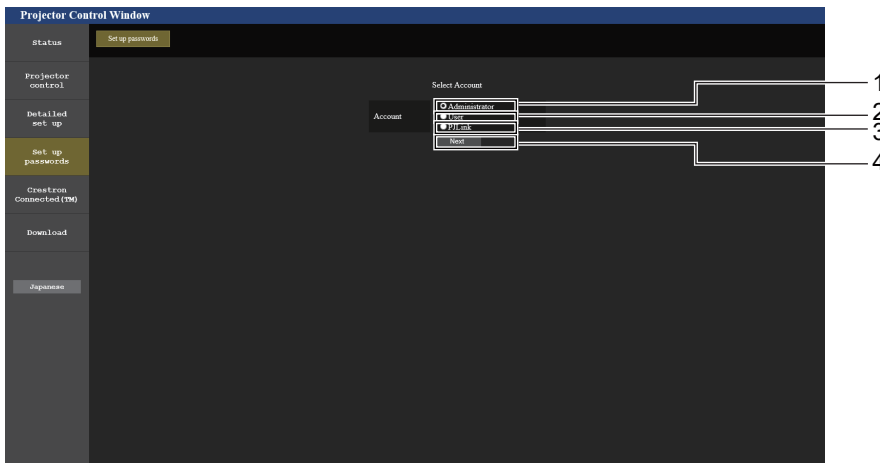 Projector Control Window
Status
Set up passwords
Projector
control
Detailed
set up
Set up
passwords
Crestron
Connected(TM)
Download
Japanese
Select Account
Account
Administrator
User
PJLink
Next
1
2
3
4